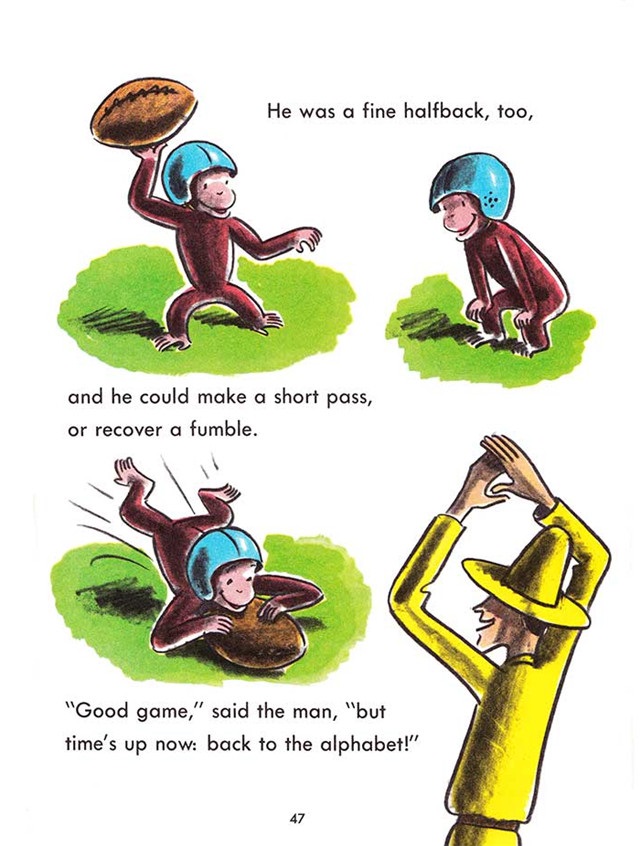 He was a fine halfback, too,
and he could make a short pass,
or recover a fumble.
"Good game," said the man, "but
time's up now: back to the alphabet!"
47